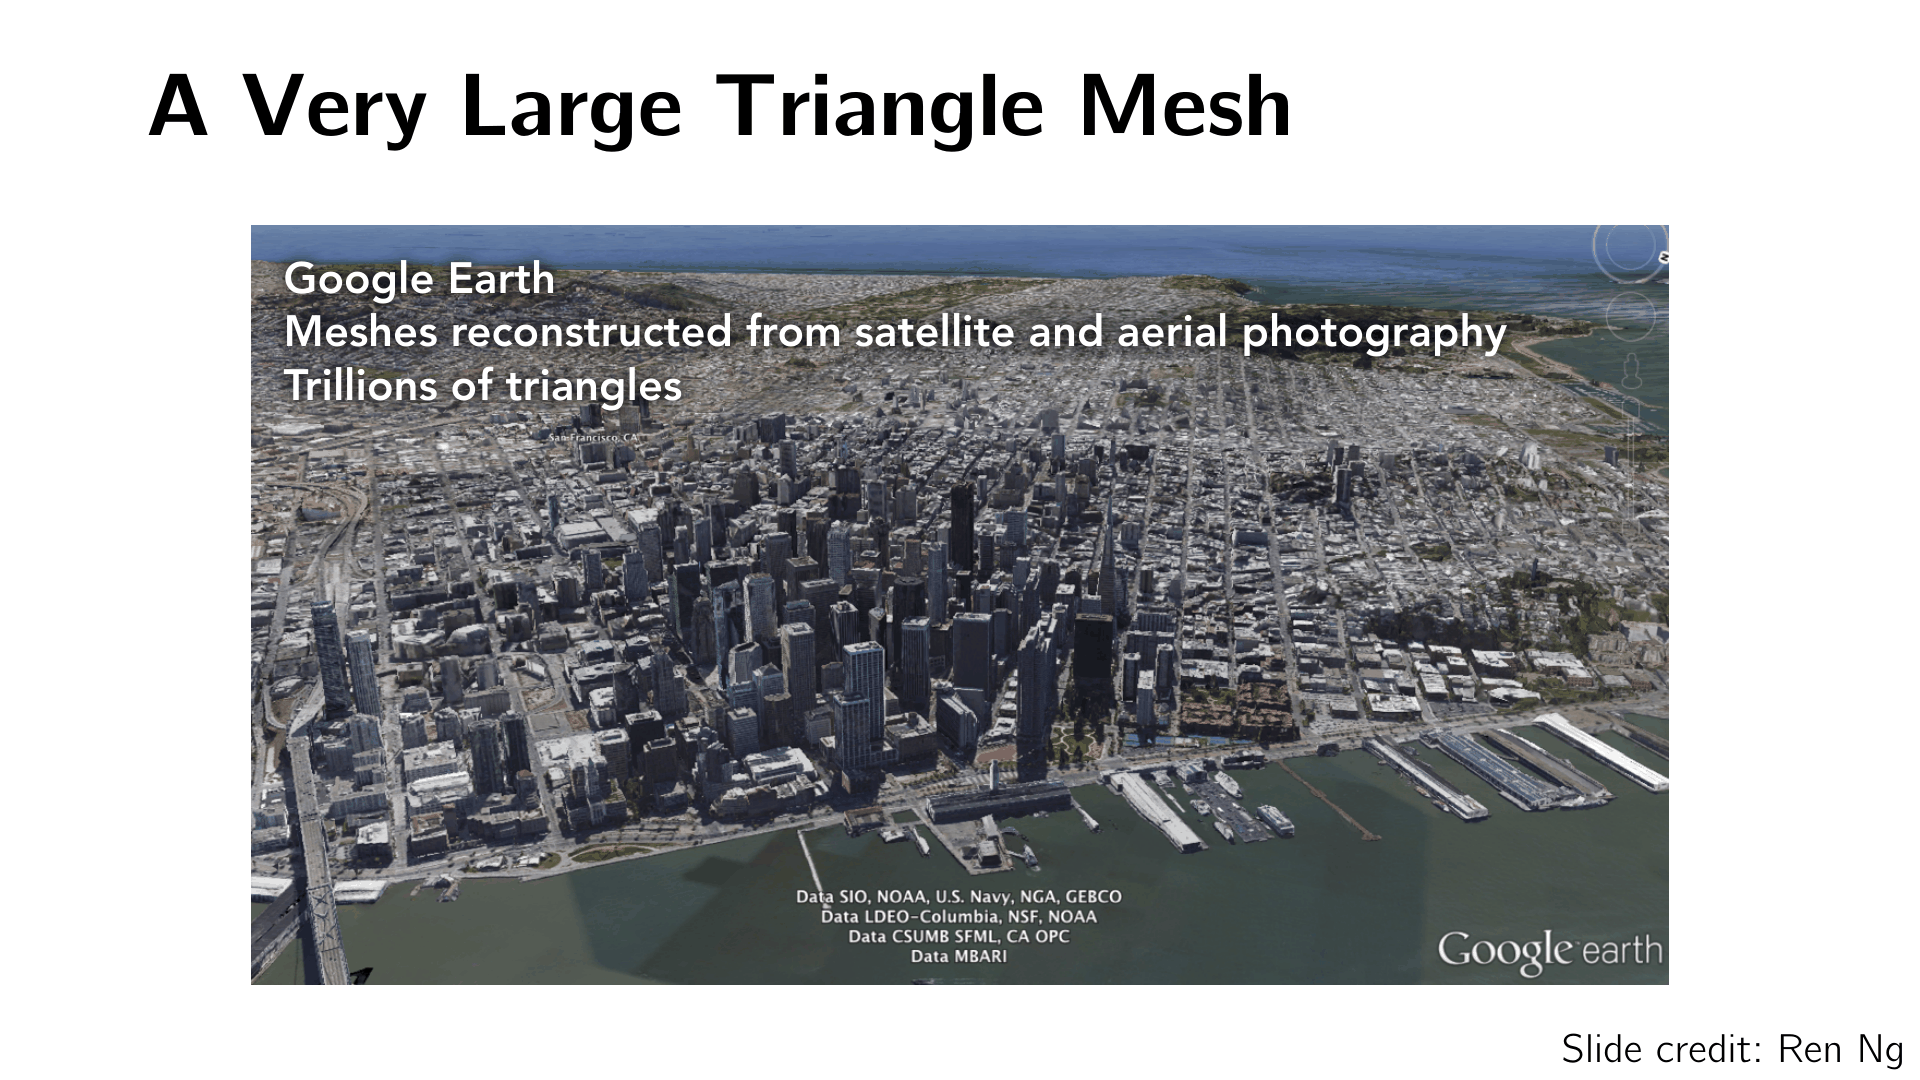 A Very Large Triangle Mesh
Google Earth
Meshes reconstructed from satellite and aerial photography
Trillions of triangles
N
San Francisco, CA
Data SIO, NOAA, U.S. Navy, NGA, GEBCO
Data LDEO-Columbia, NSF, NOAA
Data CSUMB SFML, CA OPC
Data MBARI
Google earth
Slide credit: Ren Ng